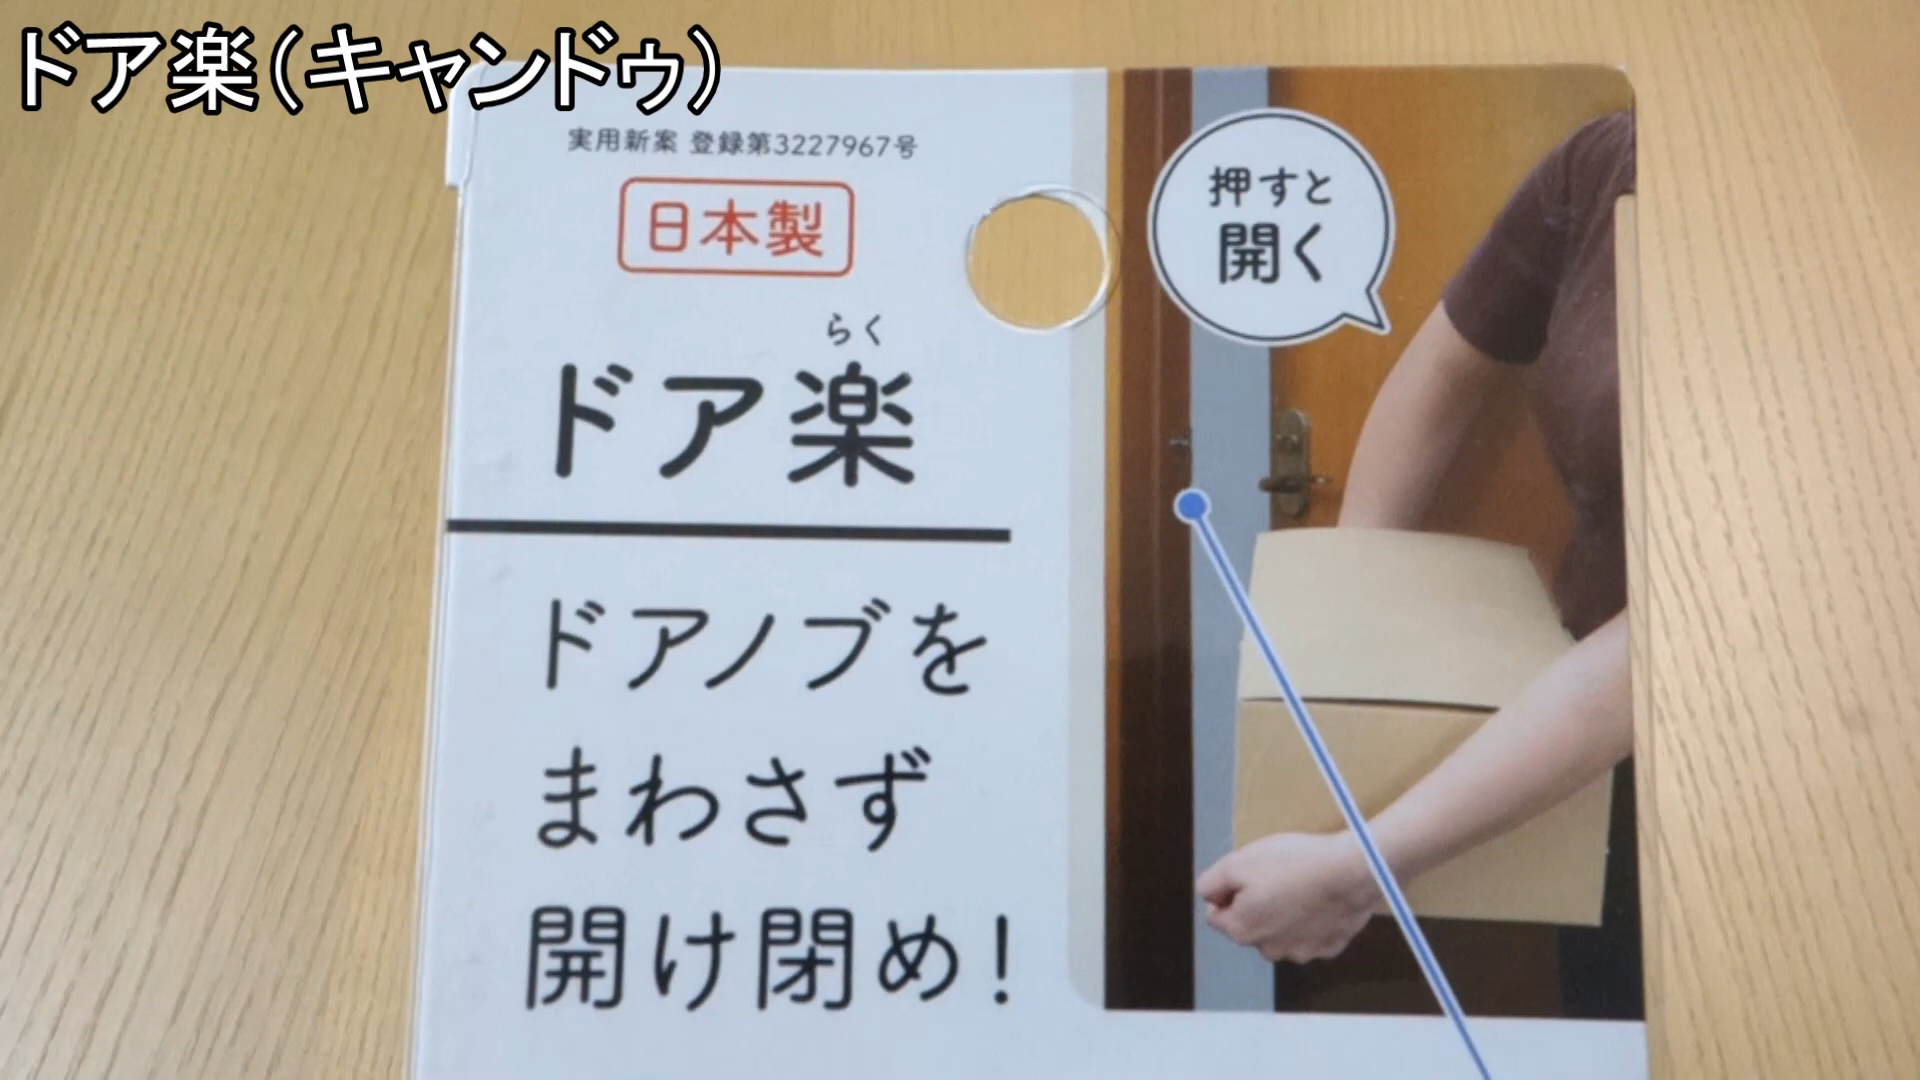 ドア楽（キャンドゥ）
実用新案 登録第3227967号
日本製
らく
ドア楽
ドアノブを
まわさず
開け閉め！
押すと
開く